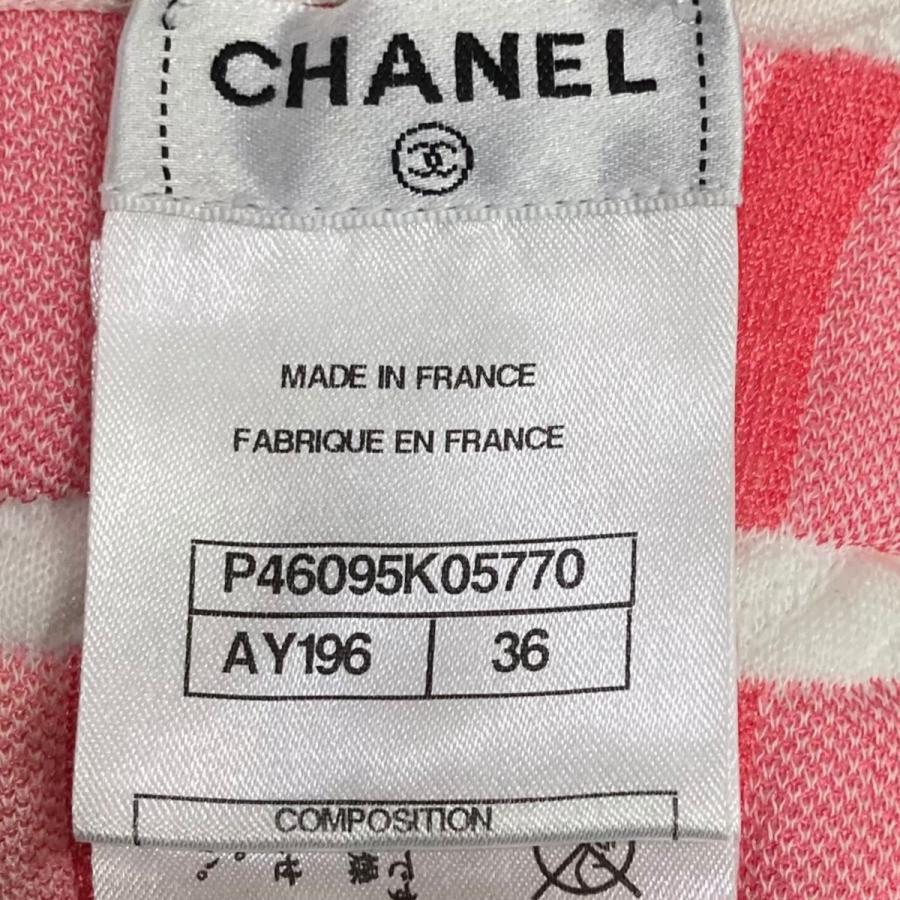 CHANEL
MADE IN FRANCE
FABRIQUE EN FRANCE
P46095K05770
AY196 36
COMPOSITION